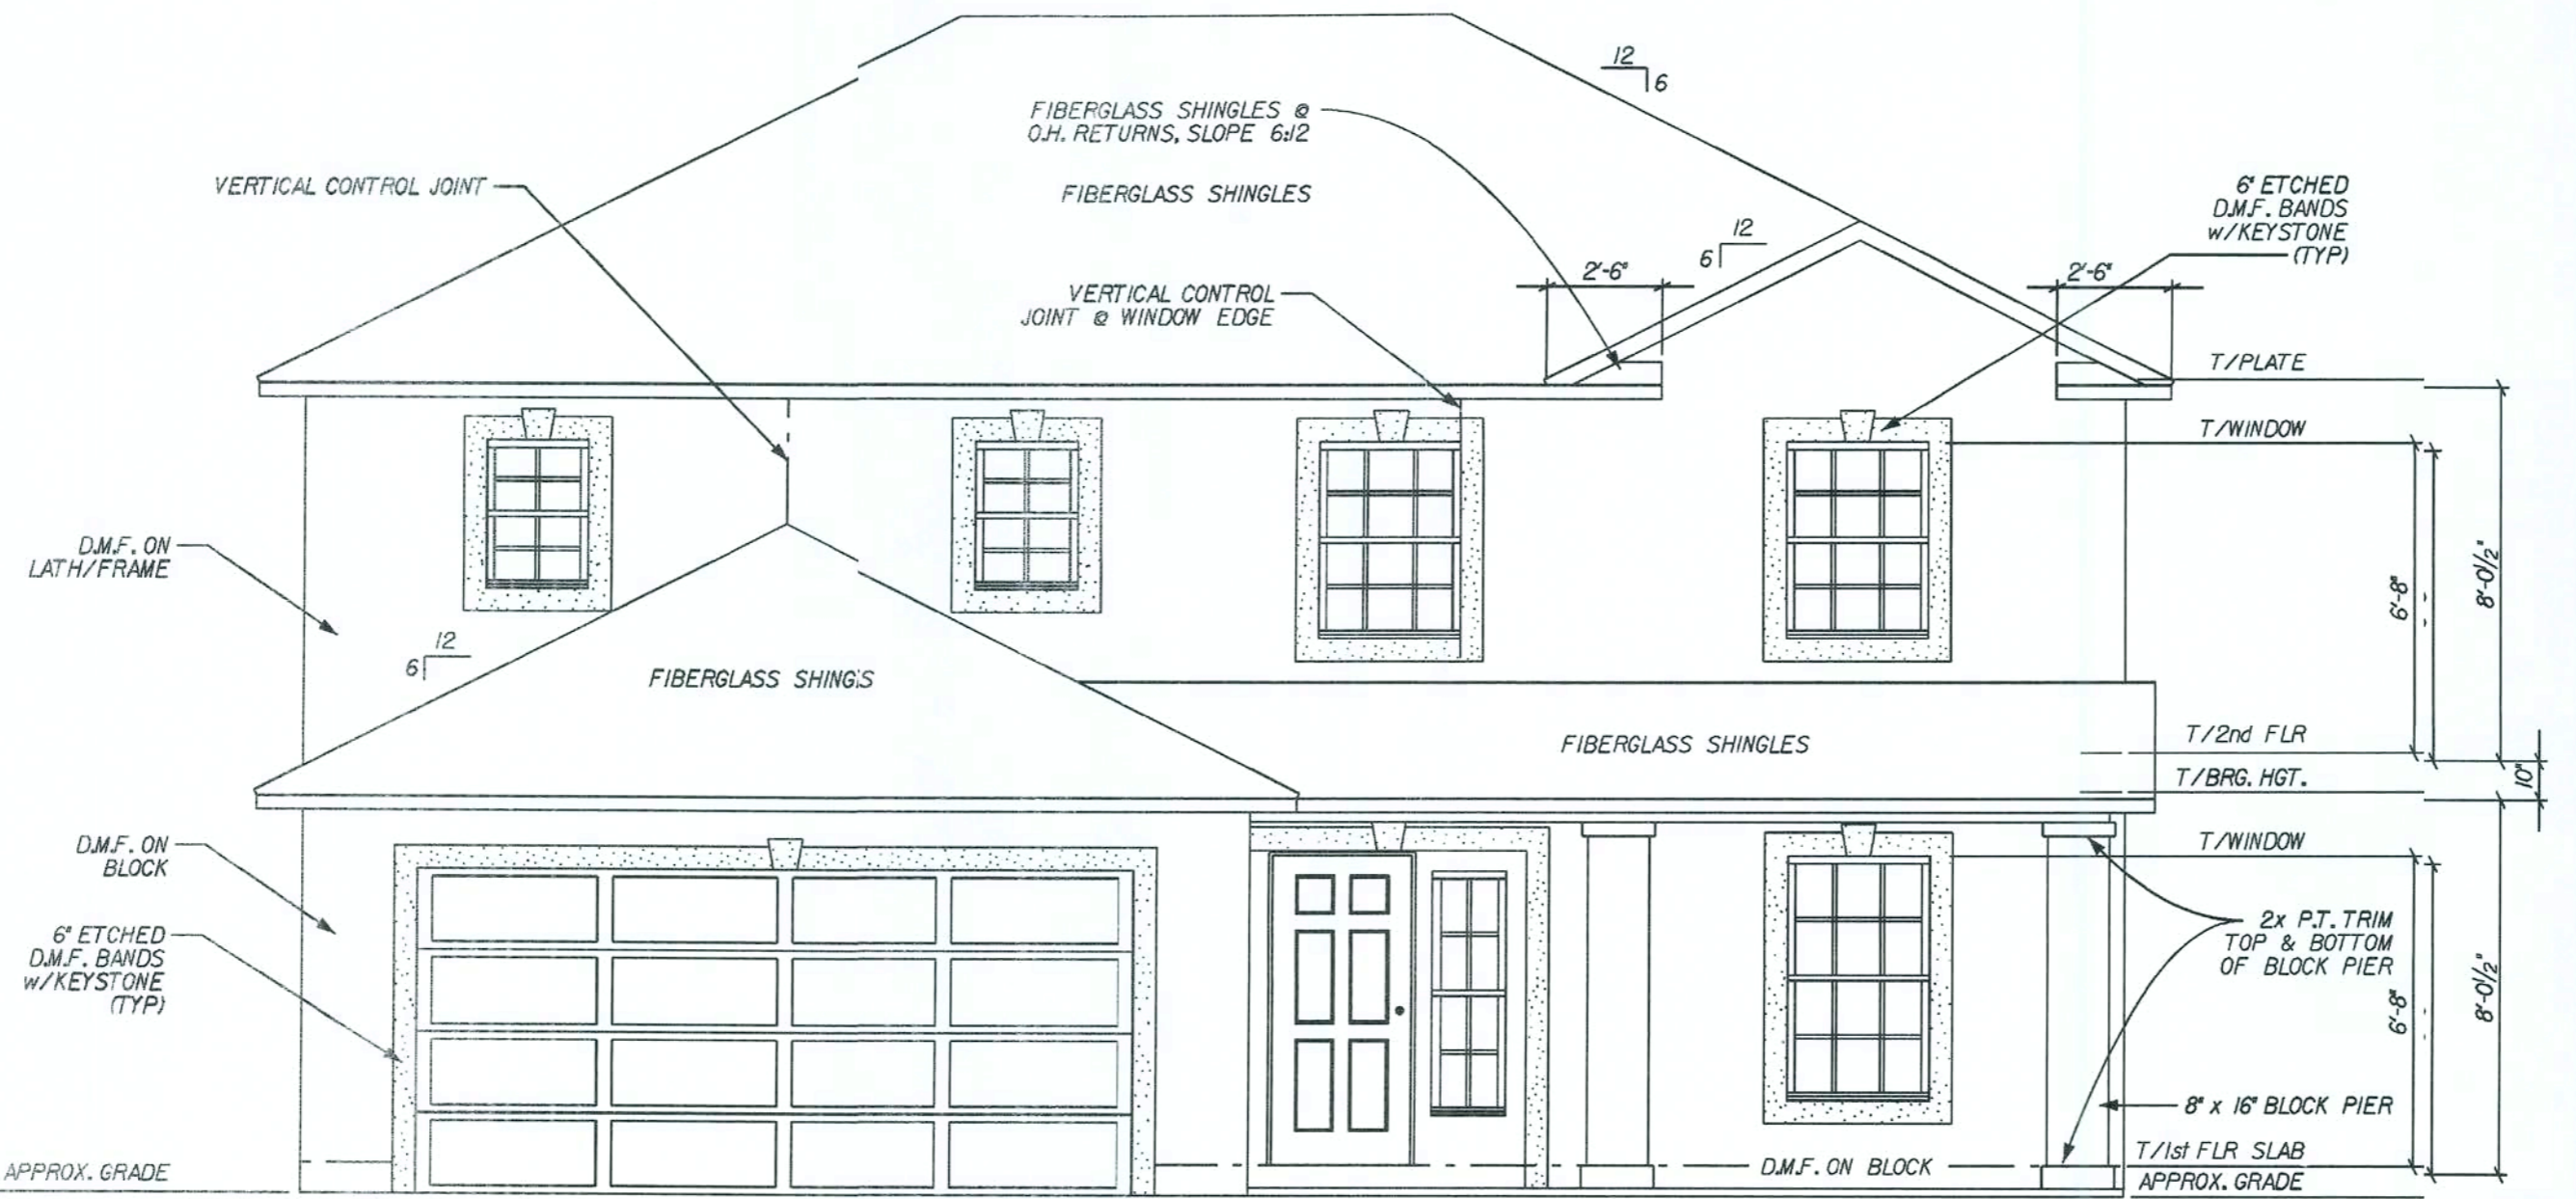 12
6
FIBERGLASS SHINGLES @
O.H. RETURNS, SLOPE 6:12
VERTICAL CONTROL JOINT
FIBERGLASS SHINGLES
6" ETCHED
D.M.F. BANDS
w/KEYSTONE
(TYP)
12
6
2'-6"
2'-6"
VERTICAL CONTROL
JOINT @ WINDOW EDGE
T/PLATE
T/WINDOW
D.M.F. ON
LATH/FRAME
6'-8"
8'-0 1/2"
12
6
FIBERGLASS SHING'S
FIBERGLASS SHINGLES
T/2nd FLR
T/BRG. HGT.
10"
D.M.F. ON
BLOCK
T/WINDOW
6" ETCHED
D.M.F. BANDS
w/KEYSTONE
(TYP)
2x P.T. TRIM
TOP & BOTTOM
OF BLOCK PIER
6'-8"
8'-0 1/2"
8" x 16" BLOCK PIER
T/1st FLR SLAB
D.M.F. ON BLOCK
APPROX. GRADE
APPROX. GRADE